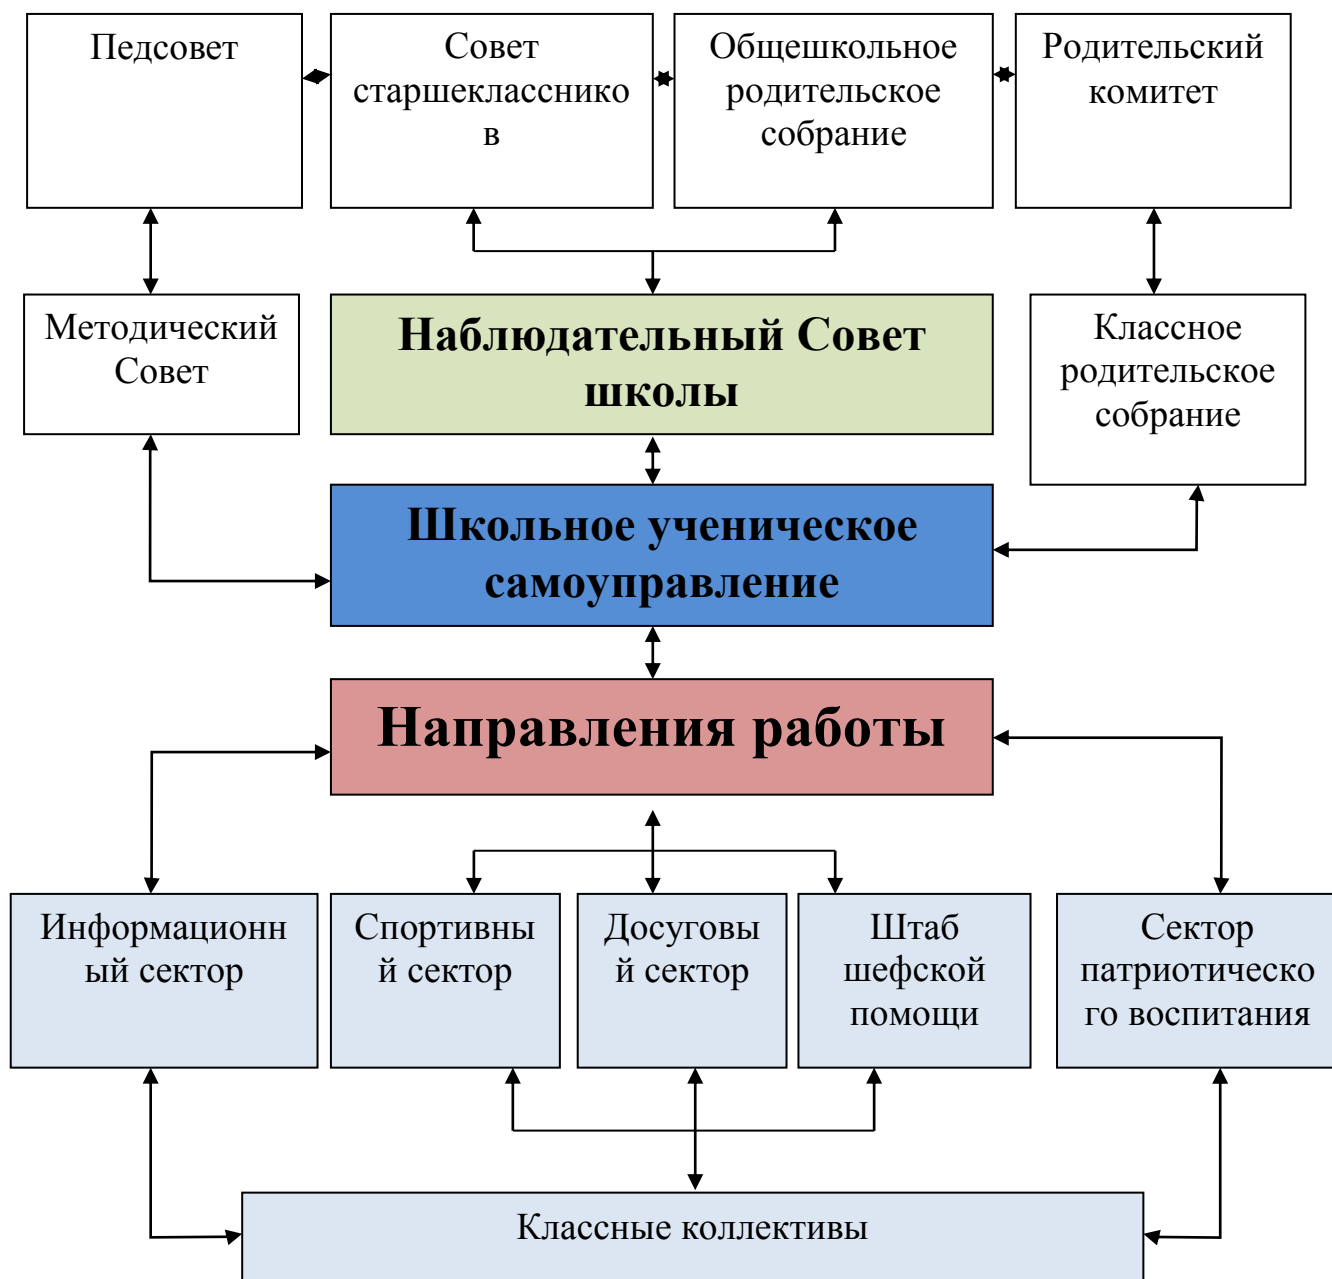 Педсовет
Совет
старшекласснико
в
Общешкольное
родительское
собрание
Родительский
комитет
Методический
Совет
Наблюдательный Совет
школы
Классное
родительское
собрание
Школьное ученическое
самоуправление
Направления работы
Информационн
ый сектор
Спортивны
й сектор
Досуговы
й сектор
Штаб
шефской
помощи
Сектор
патриотическо
го воспитания
Классные коллективы